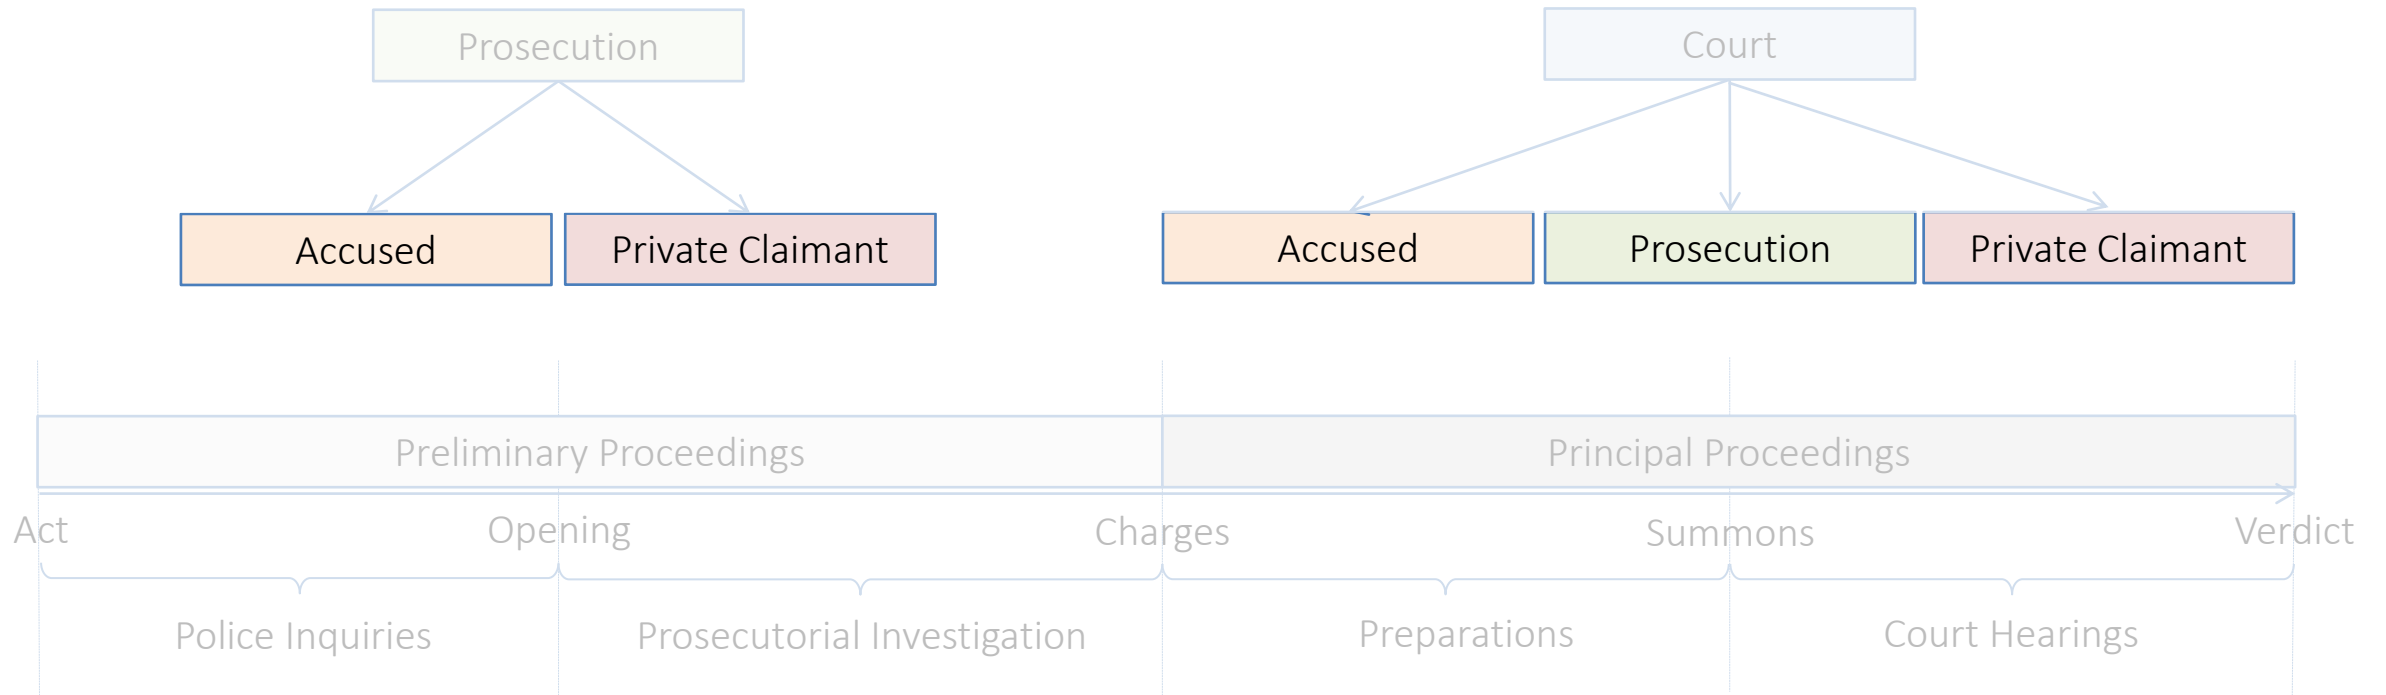 Prosecution
Court
Accused
Private Claimant
Accused
Prosecution
Private Claimant
Preliminary Proceedings
Principal Proceedings
Act
Opening
Charges
Summons
Verdict
Police Inquiries
Prosecutorial Investigation
Preparations
Court Hearings